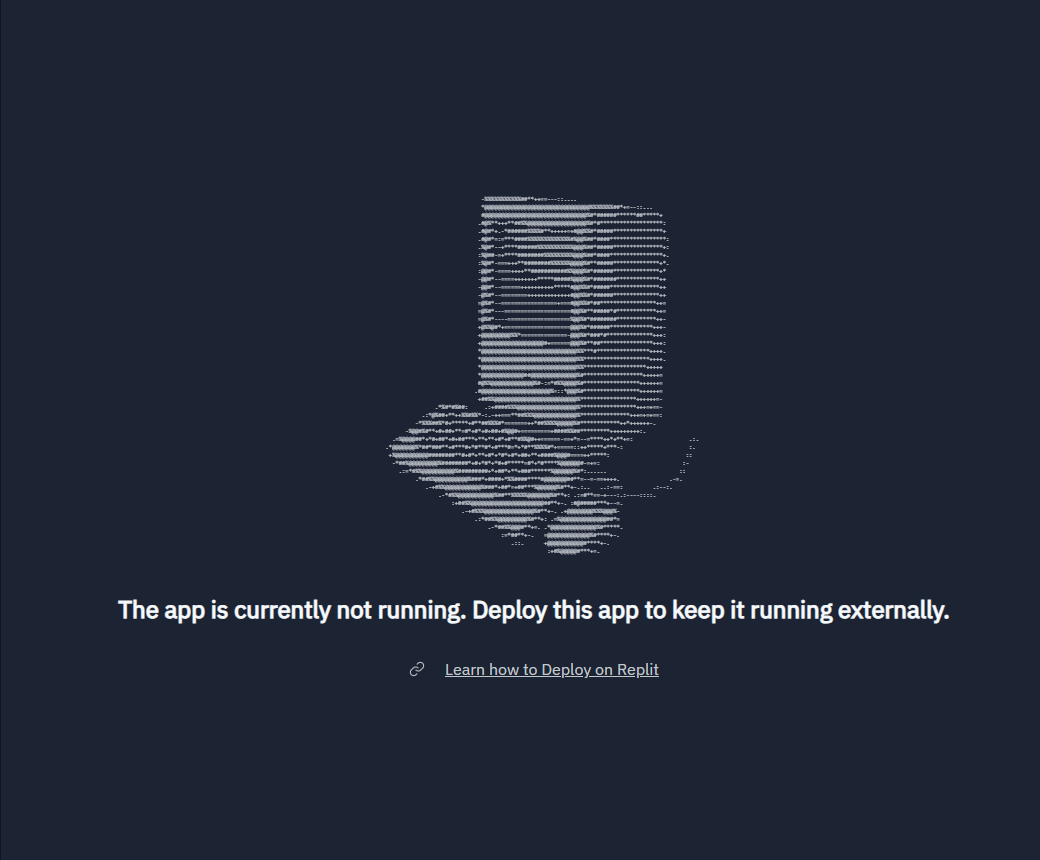 The app is currently not running. Deploy this app to keep it running externally.
Learn how to Deploy on Replit